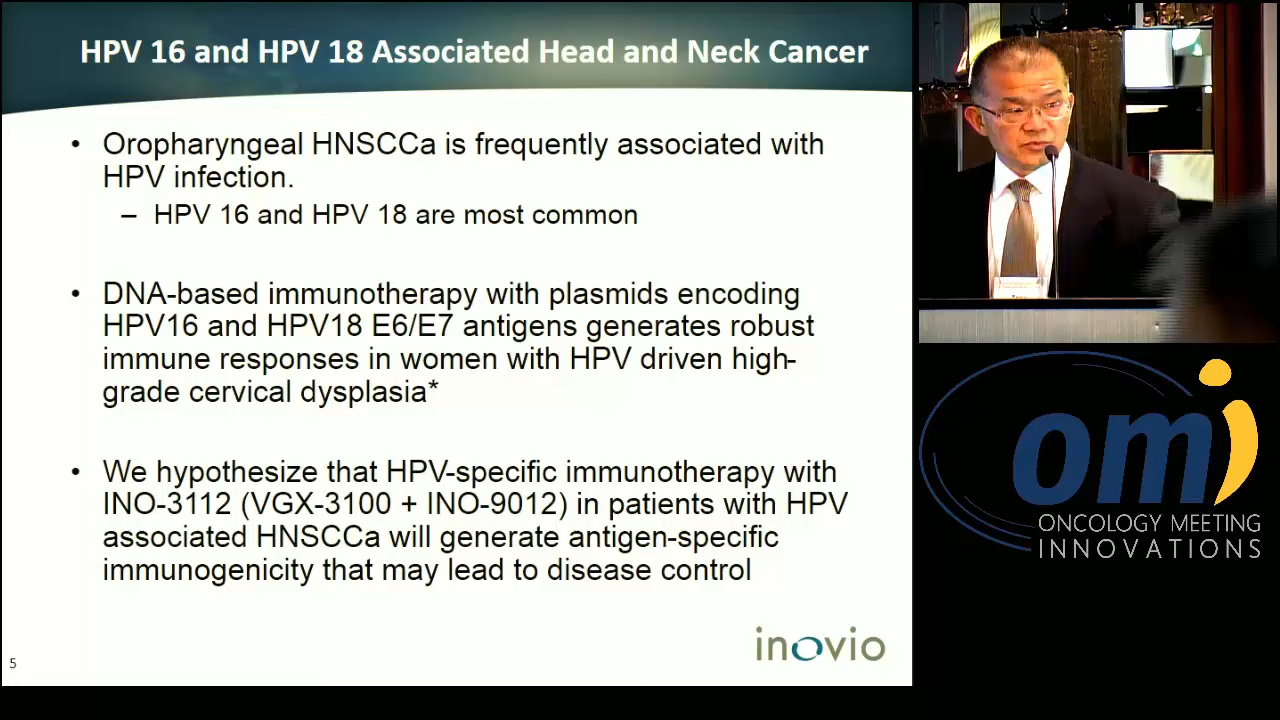 HPV 16 and HPV 18 Associated Head and Neck Cancer
• Oropharyngeal HNSCCa is frequently associated with
HPV infection.
– HPV 16 and HPV 18 are most common
• DNA-based immunotherapy with plasmids encoding
HPV16 and HPV18 E6/E7 antigens generates robust
immune responses in women with HPV driven high-
grade cervical dysplasia*
• We hypothesize that HPV-specific immunotherapy with
INO-3112 (VGX-3100 + INO-9012) in patients with HPV
associated HNSCCa will generate antigen-specific
immunogenicity that may lead to disease control
inovio
5
omi
ONCOLOGY MEETING
INNOVATIONS